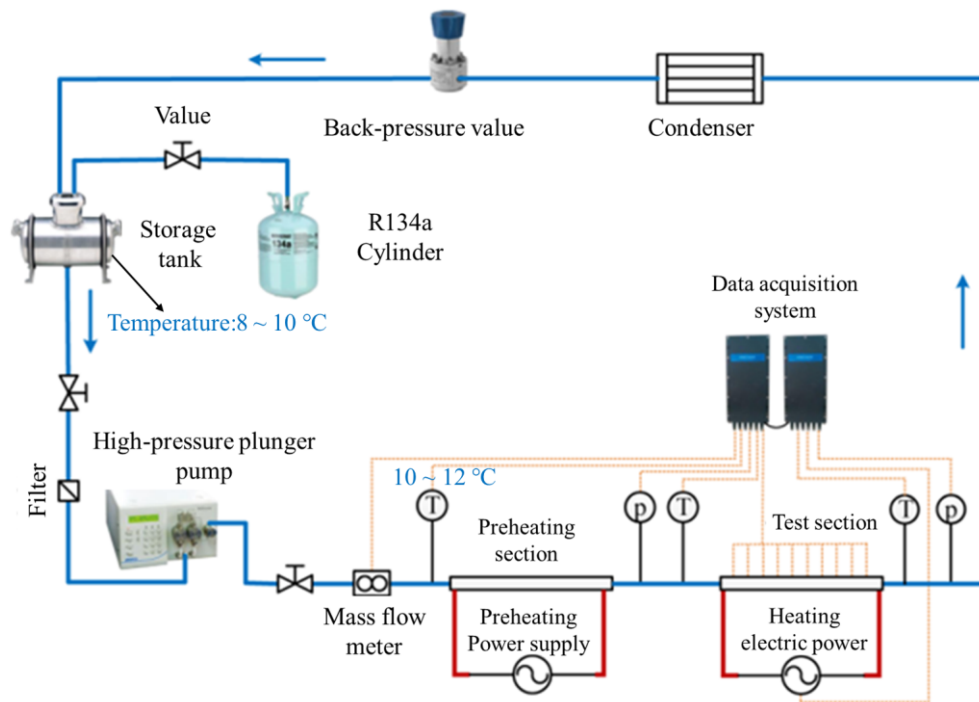 Value
Back-pressure value
Condenser
134a
Storage
tank
R134a
Cylinder
Temperature:8 ~ 10 ℃
Data acquisition
system
High-pressure plunger
pump
Filter
10 ~ 12 ℃
T
p
T
T
p
Preheating
section
Test section
Mass flow
meter
Preheating
Power supply
Heating
electric power